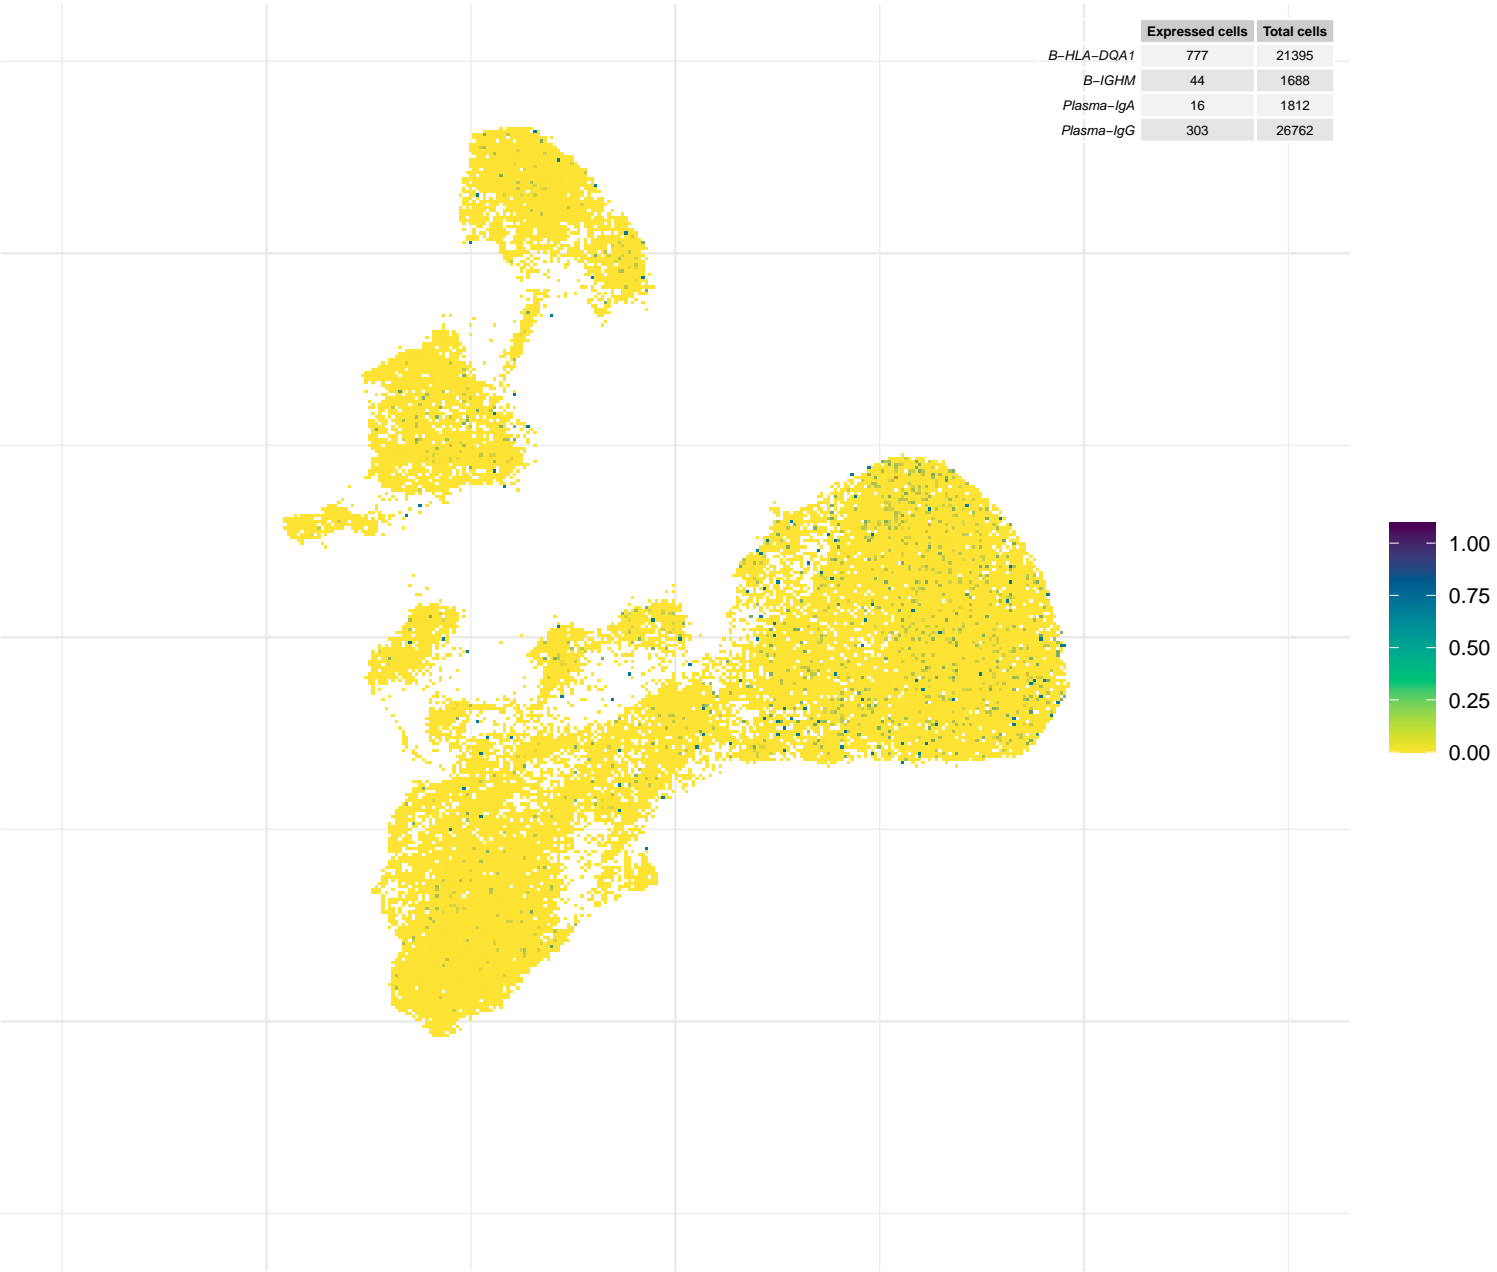 Expressed cells Total cells
B−HLA−DQA1 777 21395
B−IGHM 44 1688
Plasma−IgA 16 1812
Plasma−IgG 303 26762
1.00
0.75
0.50
0.25
0.00